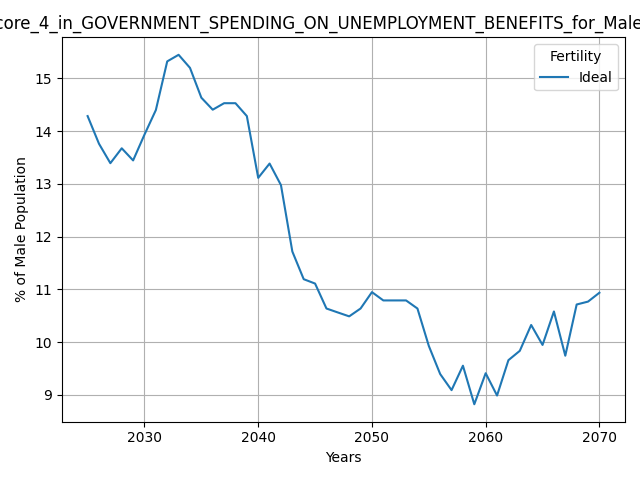 core_4_in_GOVERNMENT_SPENDING_ON_UNEMPLOYMENT_BENEFITS_for_Male
Fertility
Ideal
% of Male Population
15
14
13
12
11
10
9
2030 2040 2050 2060 2070
Years